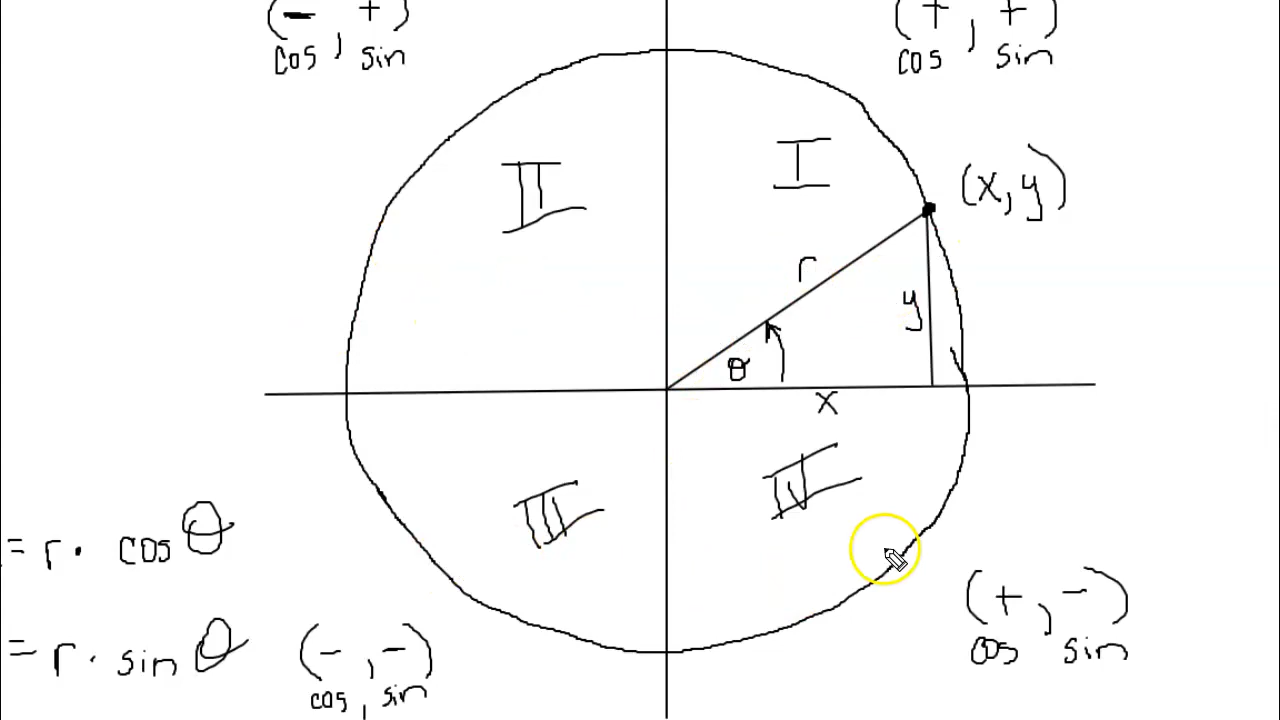 (- , +)
cos , sin
(+ , +)
cos , sin
II
I
(x, y)
r
y
θ
x
III
IV
= r · cos θ
= r · sin θ
(- , -)
cos, sin
(+ , -)
cos sin